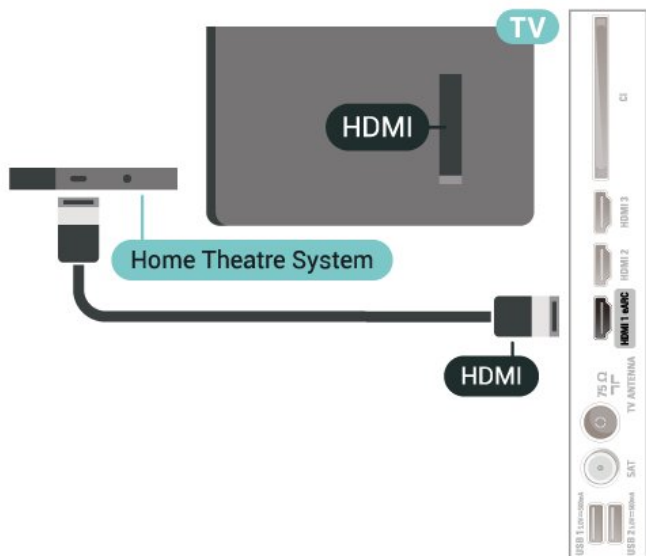 TV
HDMI
Home Theatre System
HDMI
CI
HDMI 3
HDMI 2
HDMI 1 eARC
75 Ω
TV ANTENNA
SAT
USB 1
USB 2